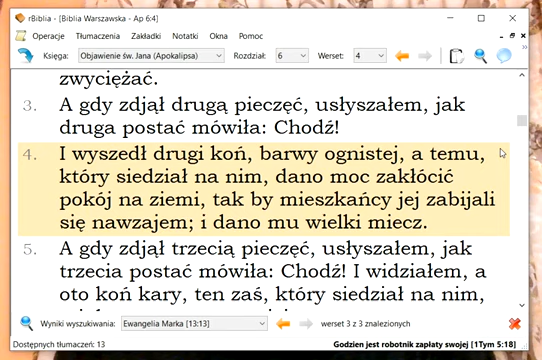 rBiblia - [Biblia Warszawska - Ap 6:4]
Operacje Tłumaczenia Zakładki Notatki Okna Pomoc
Księga: Objawienie św. Jana (Apokalipsa) Rozdział: 6 Werset: 4
zwyciężać.
3. A gdy zdjął drugą pieczęć, usłyszałem, jak
druga postać mówiła: Chodź!
4. I wyszedł drugi koń, barwy ognistej, a temu,
który siedział na nim, dano moc zakłócić
pokój na ziemi, tak by mieszkańcy jej zabijali
się nawzajem; i dano mu wielki miecz.
5. A gdy zdjął trzecią pieczęć, usłyszałem, jak
trzecia postać mówiła: Chodź! I widziałem, a
oto koń kary, ten zaś, który siedział na nim,
Wyniki wyszukiwania: Ewangelia Marka [13:13] werset 3 z 3 znalezionych
Dostępnych tłumaczeń: 13 Godzien jest robotnik zapłaty swojej [1Tym 5:18]